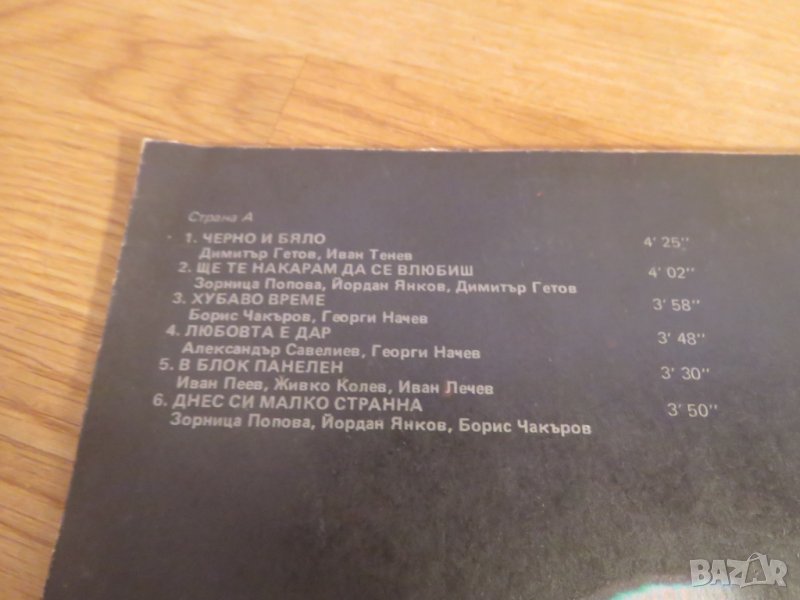 Страна А
1. ЧЕРНО И БЯЛО 4' 25"
Димитър Гетов, Иван Тенев
2. ЩЕ ТЕ НАКАРАМ ДА СЕ ВЛЮБИШ 4' 02"
Зорница Попова, Йордан Янков, Димитър Гетов
3. ХУБАВО ВРЕМЕ 3' 58"
Борис Чакъров, Георги Начев
4. ЛЮБОВТА Е ДАР 3' 48"
Александър Савелиев, Георги Начев
5. В БЛОК ПАНЕЛЕН 3' 30"
Иван Пеев, Живко Колев, Иван Лечев
6. ДНЕС СИ МАЛКО СТРАННА 3' 50"
Зорница Попова, Йордан Янков, Борис Чакъров
BAZAR